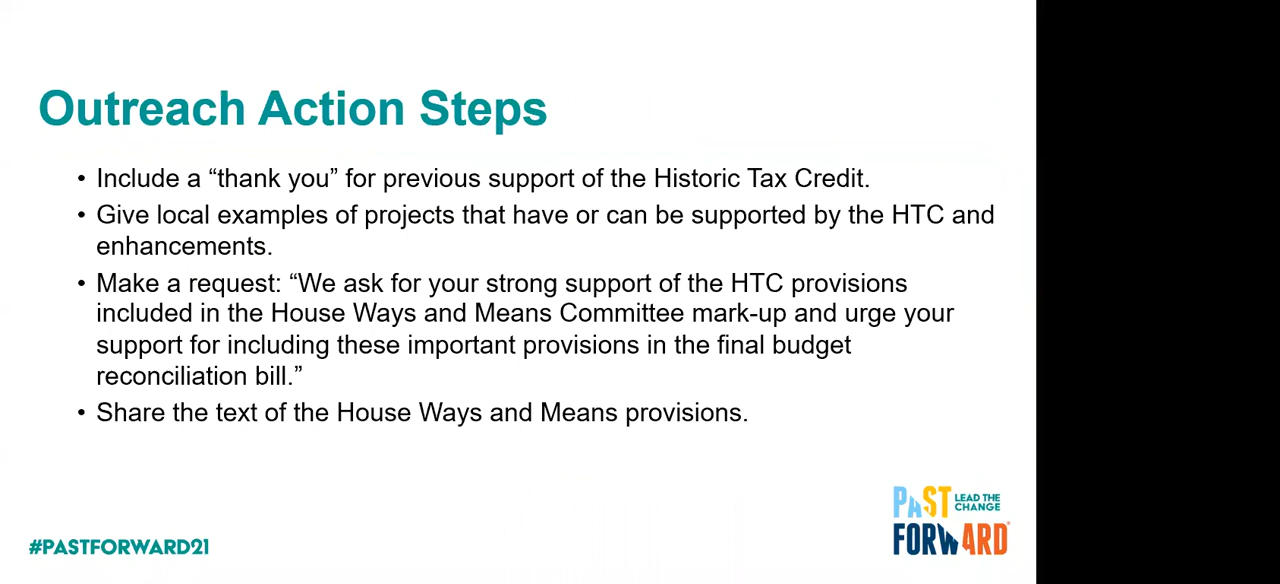 Outreach Action Steps
• Include a “thank you” for previous support of the Historic Tax Credit.
• Give local examples of projects that have or can be supported by the HTC and
enhancements.
• Make a request: “We ask for your strong support of the HTC provisions
included in the House Ways and Means Committee mark-up and urge your
support for including these important provisions in the final budget
reconciliation bill.”
• Share the text of the House Ways and Means provisions.
PAST LEAD THE
CHANGE
FORWARD®
#PASTFORWARD21